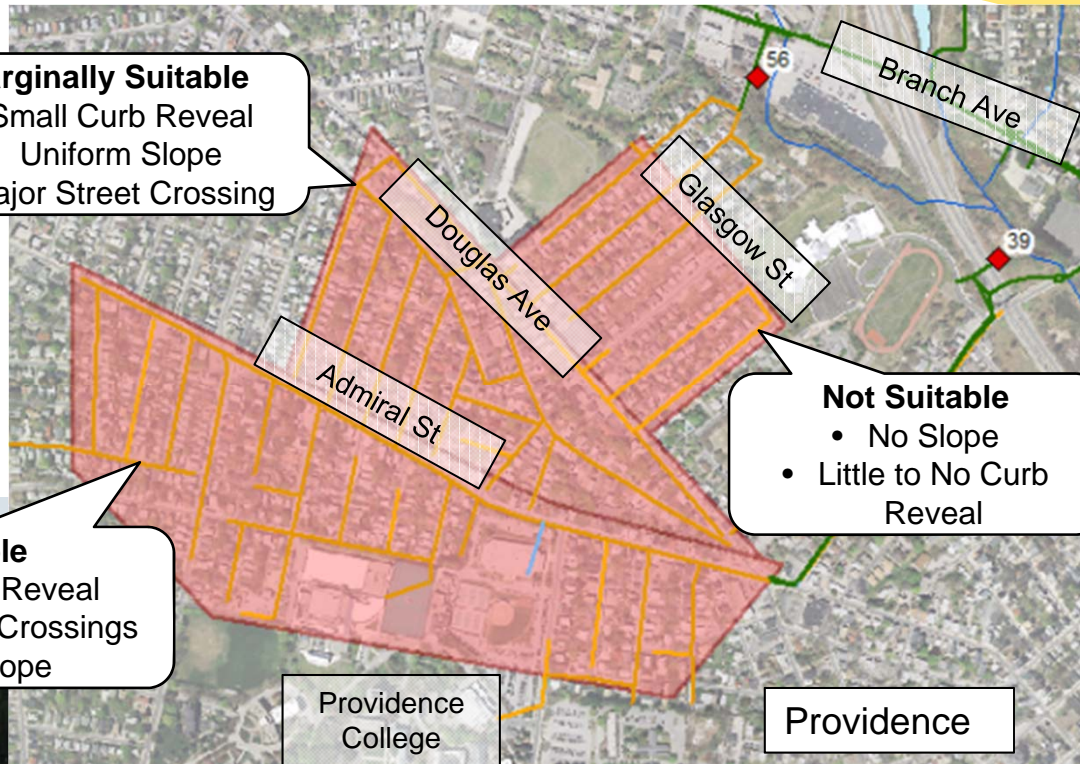 56
Branch Ave
arginally Suitable
Small Curb Reveal
Uniform Slope
ajor Street Crossing
Glasgow St
Douglas Ave
39
Admiral St
Not Suitable
• No Slope
• Little to No Curb
Reveal
le
Reveal
Crossings
ope
Providence
College
Providence